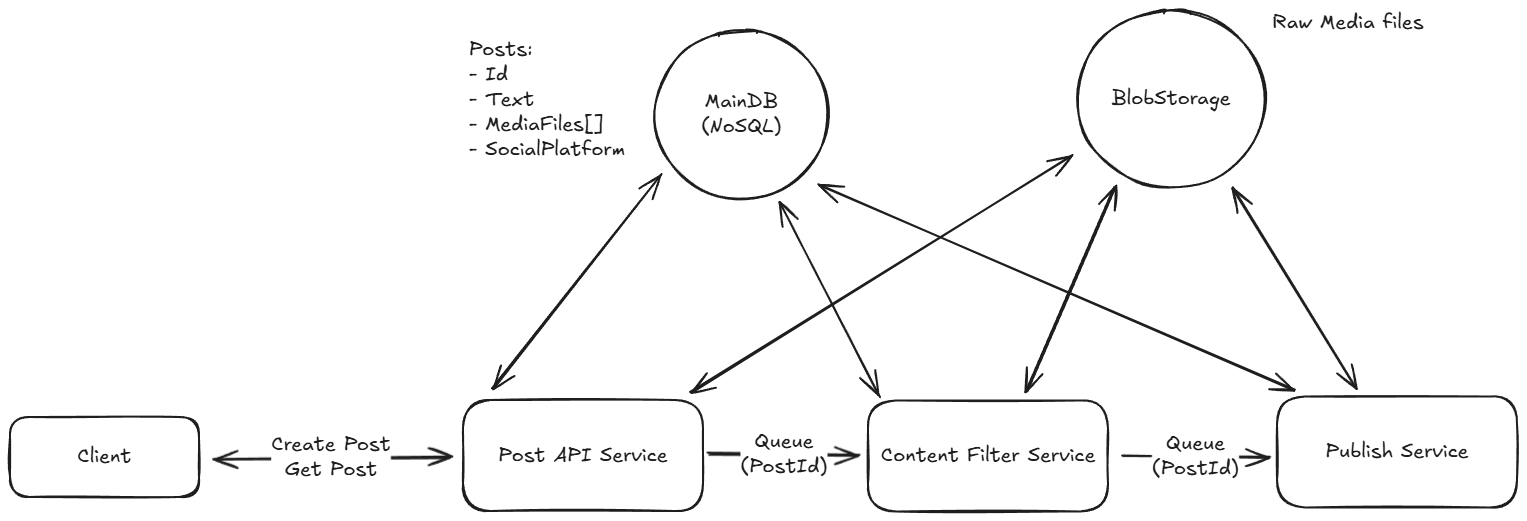 Raw Media files
Posts:
- Id
- Text
- MediaFiles[]
- SocialPlatform
MainDB
(NoSQL)
BlobStorage
Client
Create Post
Get Post
Post API Service
Queue
(PostId)
Content Filter Service
Queue
(PostId)
Publish Service